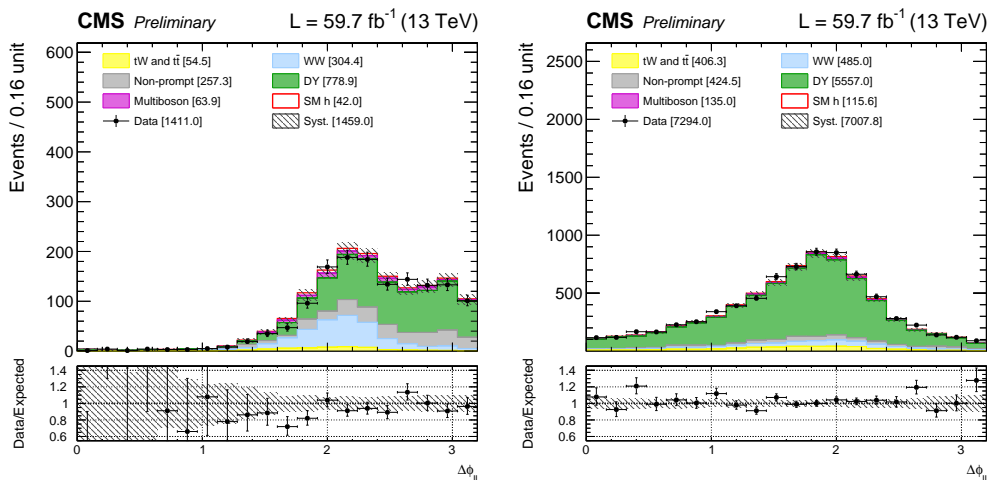 CMS Preliminary L = 59.7 fb⁻¹ (13 TeV)
Events / 0.16 unit
600
500
400
300
200
100
0
tW and tt̄ [54.5] WW [304.4]
Non-prompt [257.3] DY [778.9]
Multiboson [63.9] SM h [42.0]
Data [1411.0] Syst. [1459.0]
Data/Expected
1.4
1.2
1
0.8
0.6
0 1 2 3
Δϕ_ll
CMS Preliminary L = 59.7 fb⁻¹ (13 TeV)
Events / 0.16 unit
2500
2000
1500
1000
500
0
tW and tt̄ [406.3] WW [485.0]
Non-prompt [424.5] DY [5557.0]
Multiboson [135.0] SM h [115.6]
Data [7294.0] Syst. [7007.8]
Data/Expected
1.4
1.2
1
0.8
0.6
0 1 2 3
Δϕ_ll